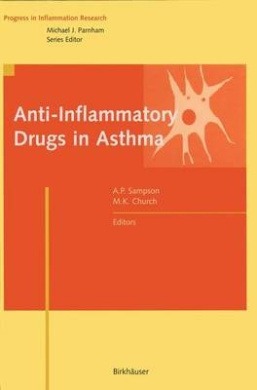 Progress in Inflammation Research
Michael J. Parnham
Series Editor
Anti-Inflammatory
Drugs in Asthma
A.P. Sampson
M.K. Church
Editors
Birkhäuser